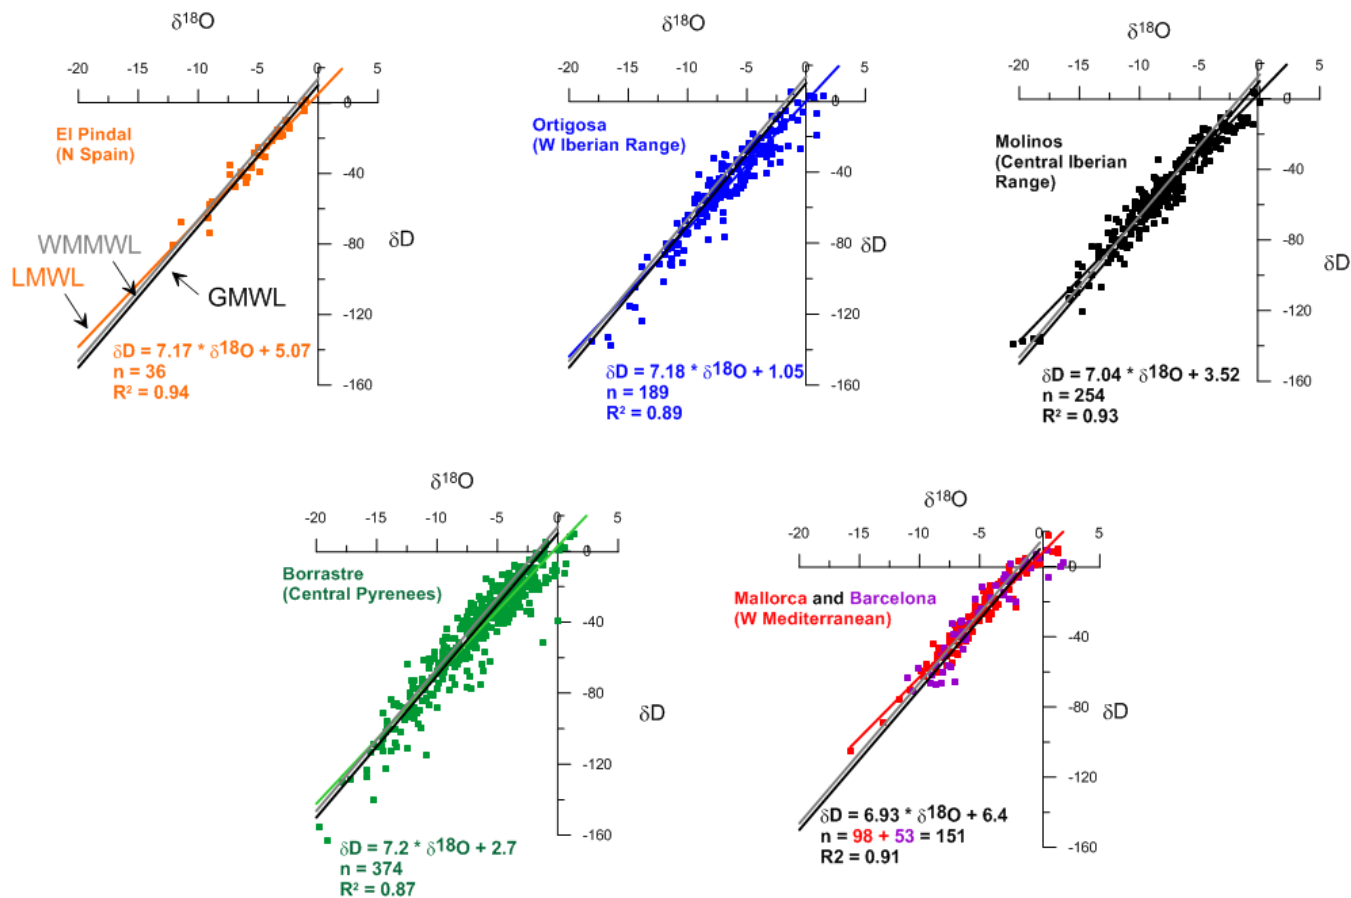 δ18O
-20 -15 -10 -5 0 5
El Pindal
(N Spain)
0
-40
-80
-120
-160
δD
WMMWL
LMWL
GMWL
δD = 7.17 * δ18O + 5.07
n = 36
R² = 0.94
δ18O
-20 -15 -10 -5 0 5
Ortigosa
(W Iberian Range)
0
-40
-80
-120
-160
δD
δD = 7.18 * δ18O + 1.05
n = 189
R² = 0.89
δ18O
-20 -15 -10 -5 0 5
Molinos
(Central Iberian
Range)
0
-40
-80
-120
-160
δD
δD = 7.04 * δ18O + 3.52
n = 254
R² = 0.93
δ18O
-20 -15 -10 -5 0 5
Borrastre
(Central Pyrenees)
0
-40
-80
-120
-160
δD
δD = 7.2 * δ18O + 2.7
n = 374
R² = 0.87
δ18O
-20 -15 -10 -5 0 5
Mallorca and Barcelona
(W Mediterranean)
0
-40
-80
-120
-160
δD
δD = 6.93 * δ18O + 6.4
n = 98 + 53 = 151
R2 = 0.91